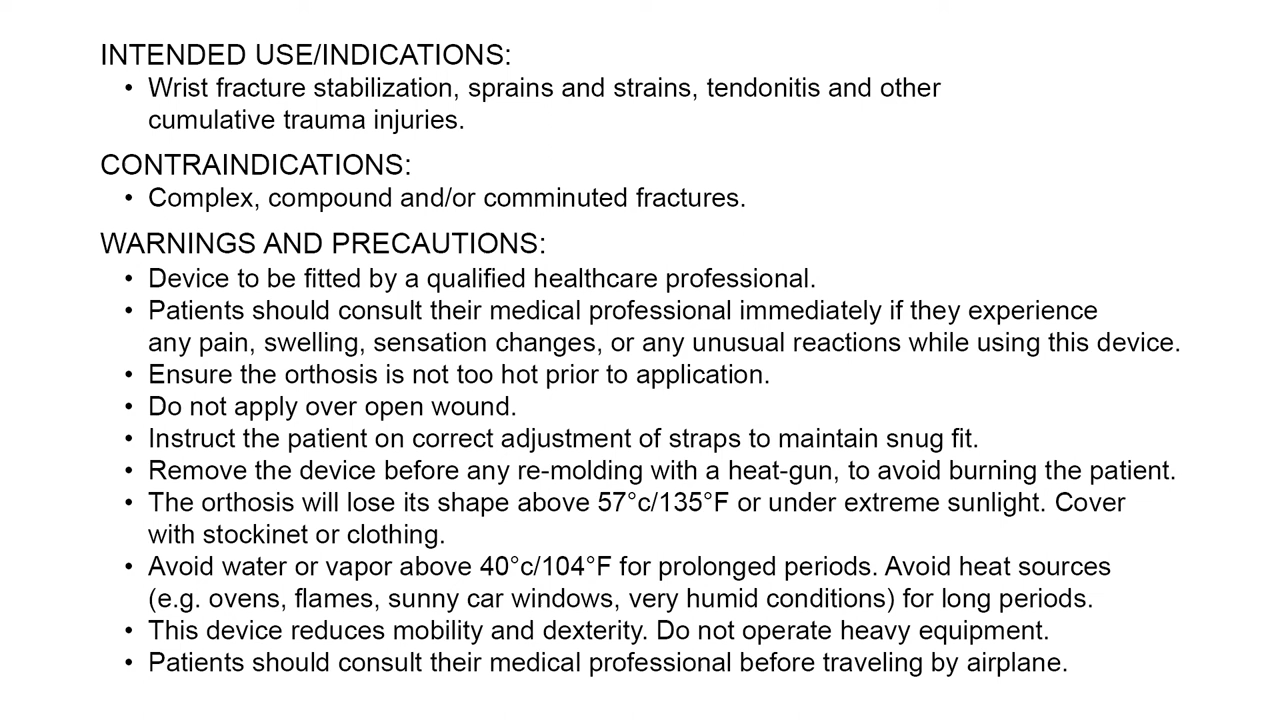 INTENDED USE/INDICATIONS:
• Wrist fracture stabilization, sprains and strains, tendonitis and other
cumulative trauma injuries.
CONTRAINDICATIONS:
• Complex, compound and/or comminuted fractures.
WARNINGS AND PRECAUTIONS:
• Device to be fitted by a qualified healthcare professional.
• Patients should consult their medical professional immediately if they experience
any pain, swelling, sensation changes, or any unusual reactions while using this device.
• Ensure the orthosis is not too hot prior to application.
• Do not apply over open wound.
• Instruct the patient on correct adjustment of straps to maintain snug fit.
• Remove the device before any re-molding with a heat-gun, to avoid burning the patient.
• The orthosis will lose its shape above 57°c/135°F or under extreme sunlight. Cover
with stockinet or clothing.
• Avoid water or vapor above 40°c/104°F for prolonged periods. Avoid heat sources
(e.g. ovens, flames, sunny car windows, very humid conditions) for long periods.
• This device reduces mobility and dexterity. Do not operate heavy equipment.
• Patients should consult their medical professional before traveling by airplane.